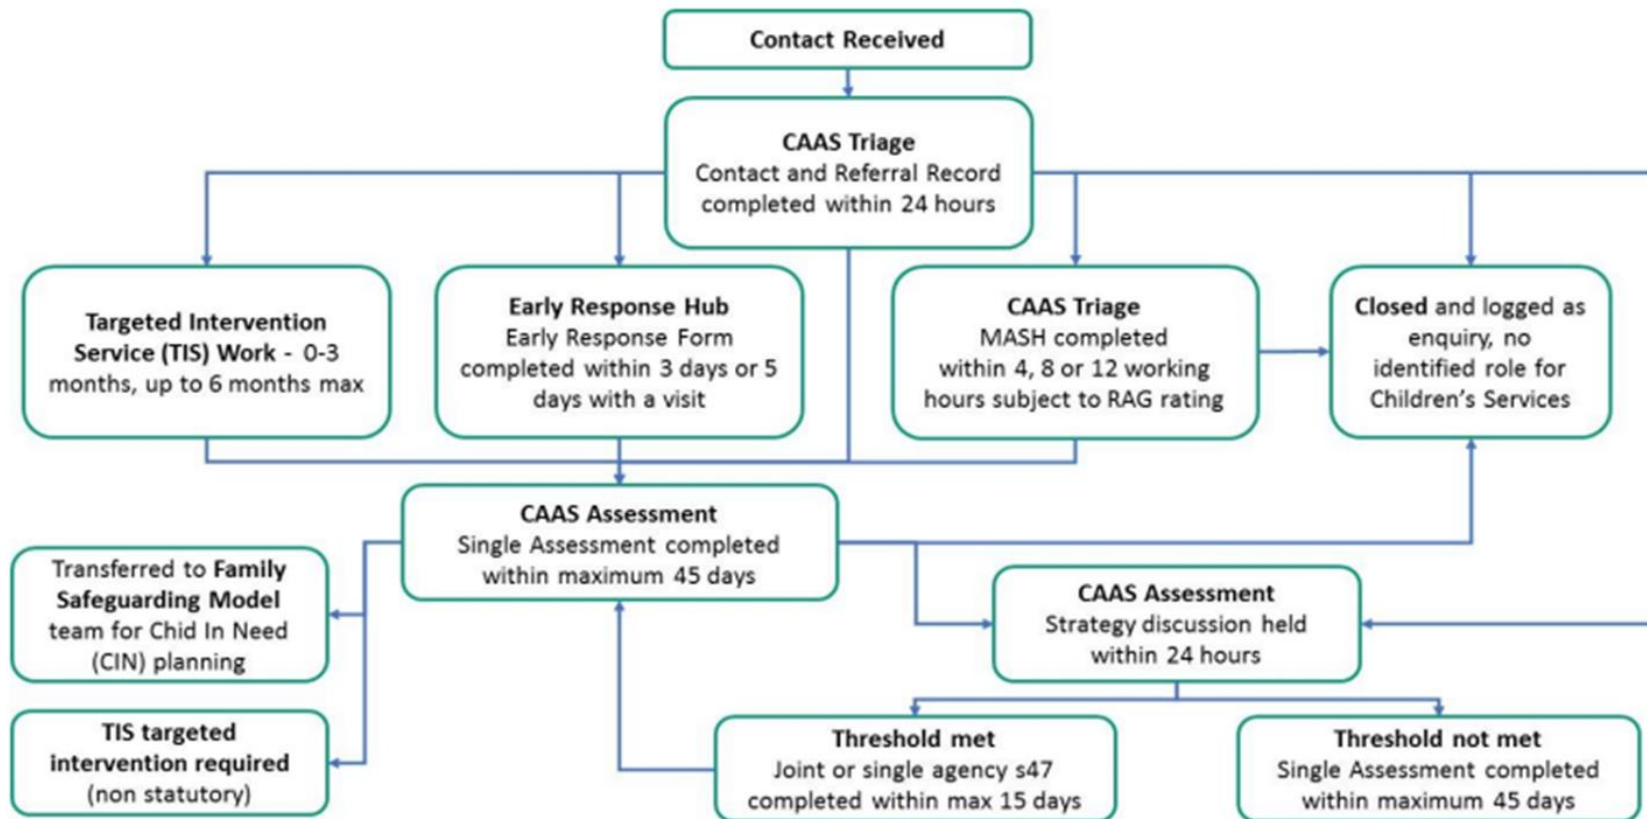 Contact Received
CAAS Triage
Contact and Referral Record
completed within 24 hours
Targeted Intervention
Service (TIS) Work - 0-3
months, up to 6 months max
Early Response Hub
Early Response Form
completed within 3 days or 5
days with a visit
CAAS Triage
MASH completed
within 4, 8 or 12 working
hours subject to RAG rating
Closed and logged as
enquiry, no
identified role for
Children’s Services
CAAS Assessment
Single Assessment completed
within maximum 45 days
Transferred to Family
Safeguarding Model
team for Chid In Need
(CIN) planning
CAAS Assessment
Strategy discussion held
within 24 hours
TIS targeted
intervention required
(non statutory)
Threshold met
Joint or single agency s47
completed within max 15 days
Threshold not met
Single Assessment completed
within maximum 45 days